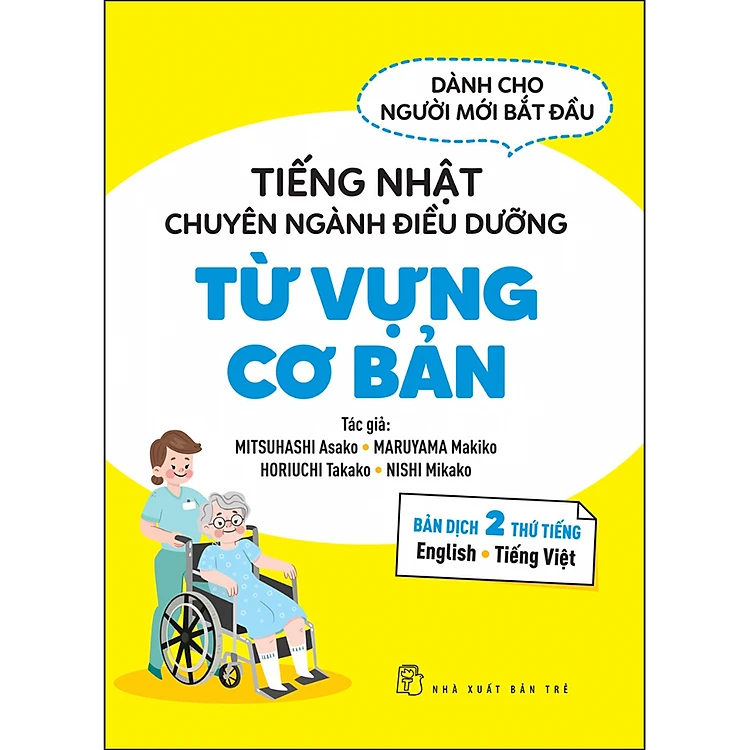 DÀNH CHO
NGƯỜI MỚI BẮT ĐẦU
TIẾNG NHẬT
CHUYÊN NGÀNH ĐIỀU DƯỠNG
TỪ VỰNG
CƠ BẢN
Tác giả:
MITSUHASHI Asako • MARUYAMA Makiko
HORIUCHI Takako • NISHI Mikako
BẢN DỊCH 2 THỨ TIẾNG
English • Tiếng Việt
NHÀ XUẤT BẢN TRẺ